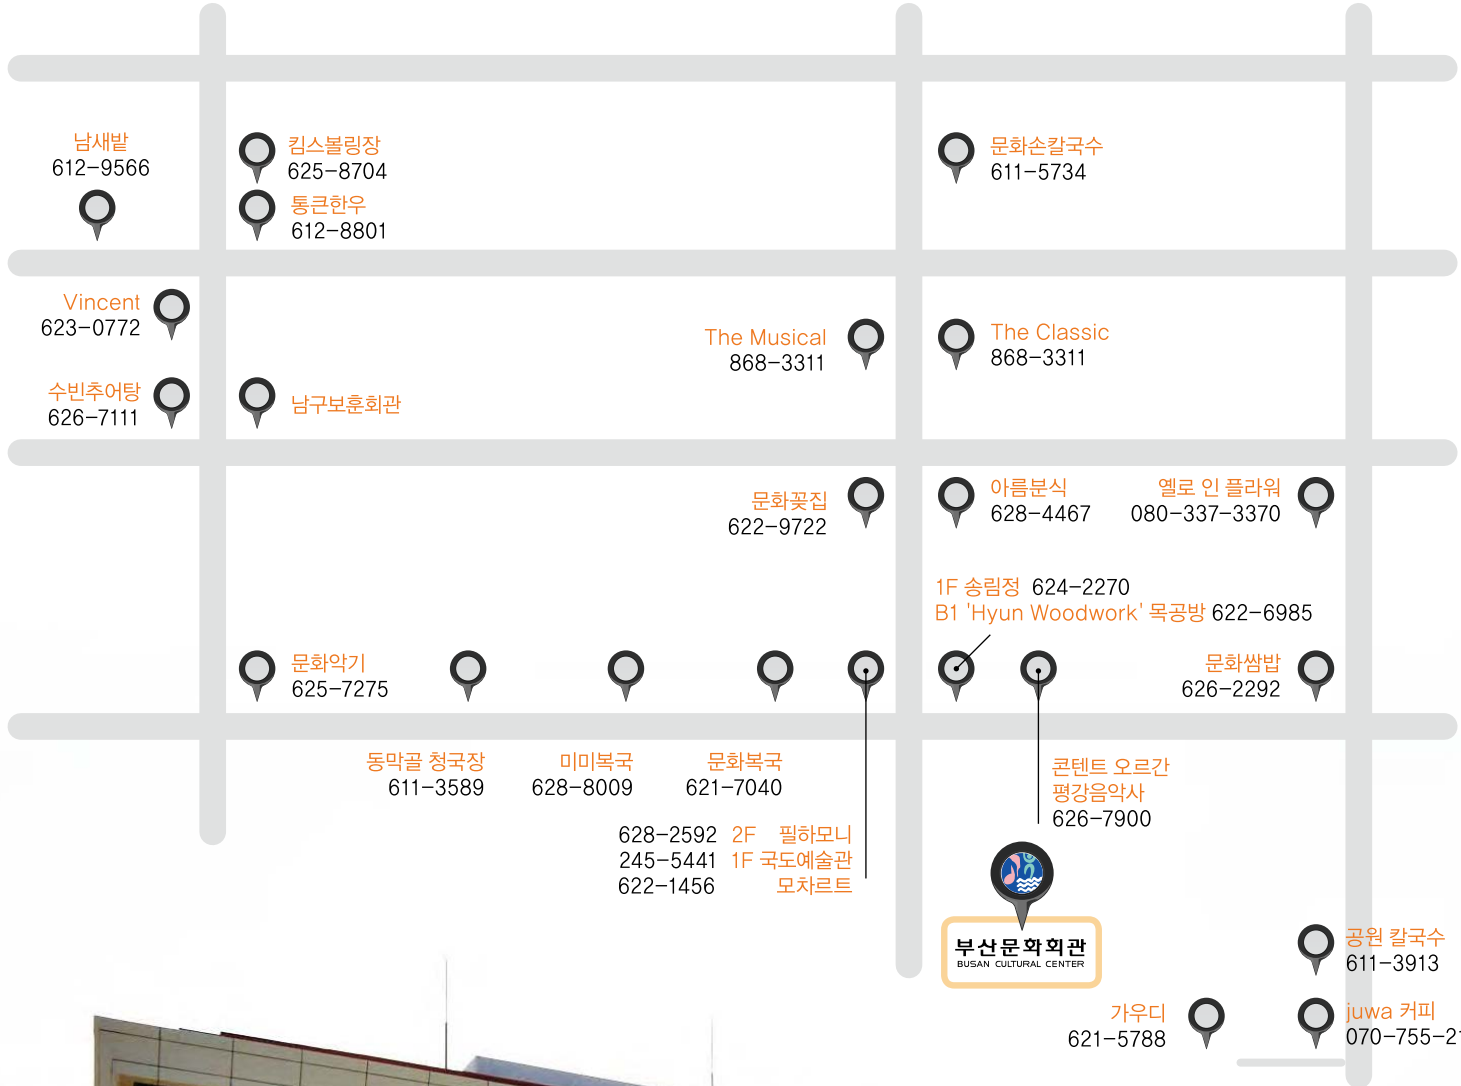 남새밭
612-9566
킴스볼링장
625-8704
문화손칼국수
611-5734
통큰한우
612-8801
Vincent
623-0772
The Musical
868-3311
The Classic
868-3311
수빈추어탕
626-7111
남구보훈회관
문화꽃집
622-9722
아름분식
628-4467
옐로 인 플라워
080-337-3370
1F 송림정 624-2270
B1 'Hyun Woodwork' 목공방 622-6985
문화악기
625-7275
문화쌈밥
626-2292
동막골 청국장
611-3589
미미복국
628-8009
문화복국
621-7040
콘텐트 오르간
평강음악사
626-7900
628-2592 2F 필하모니
245-5441 1F 국도예술관
622-1456 모차르트
부산문화회관
BUSAN CULTURAL CENTER
공원 칼국수
611-3913
가우디
621-5788
juwa 커피
070-755-21